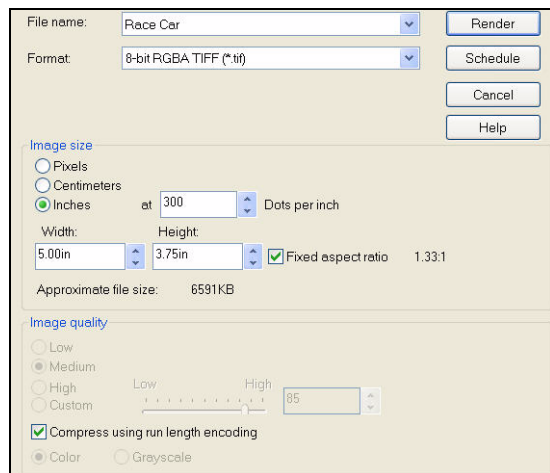 File name: Race Car Render
Format: 8-bit RGBA TIFF (*.tif) Schedule
Cancel
Help
Image size
Pixels
Centimeters
Inches at 300 Dots per inch
Width: Height:
5.00in 3.75in Fixed aspect ratio 1.33:1
Approximate file size: 6591KB
Image quality
Low
Medium
High Low High 85
Custom
Compress using run length encoding
Color Grayscale